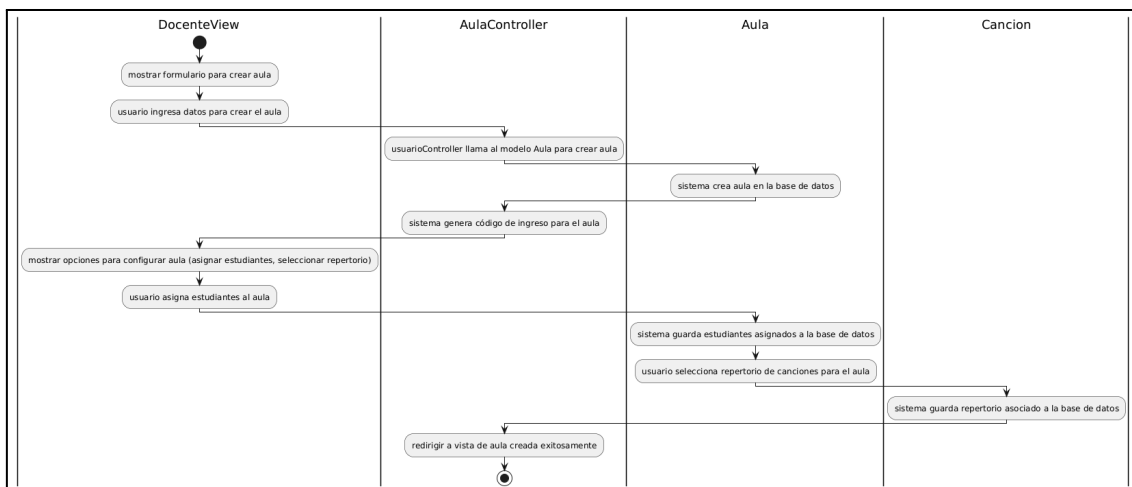 DocenteView
AulaController
Aula
Cancion
mostrar formulario para crear aula
usuario ingresa datos para crear el aula
usuarioController llama al modelo Aula para crear aula
sistema crea aula en la base de datos
sistema genera código de ingreso para el aula
mostrar opciones para configurar aula (asignar estudiantes, seleccionar repertorio)
usuario asigna estudiantes al aula
sistema guarda estudiantes asignados a la base de datos
usuario selecciona repertorio de canciones para el aula
sistema guarda repertorio asociado a la base de datos
redirigir a vista de aula creada exitosamente